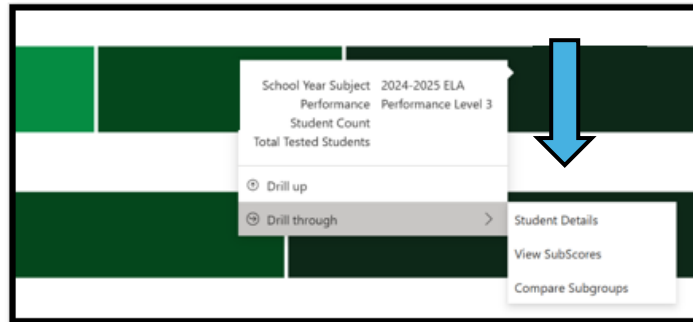 School Year Subject 2024-2025 ELA
Performance Performance Level 3
Student Count
Total Tested Students
Drill up
Drill through
Student Details
View SubScores
Compare Subgroups